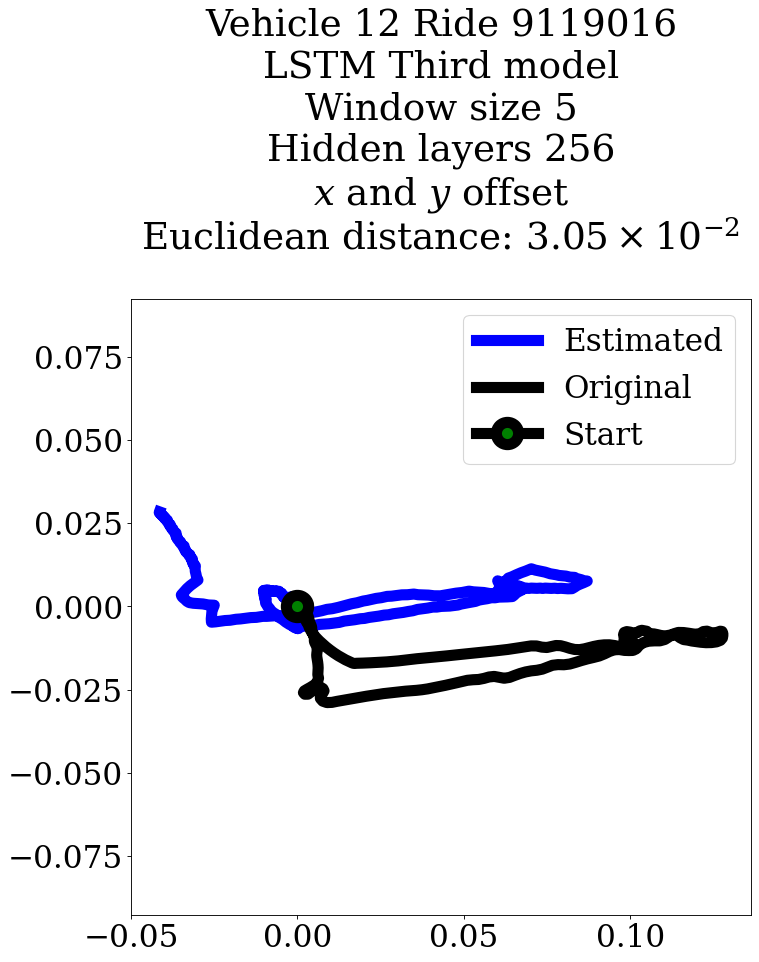 Vehicle 12 Ride 9119016
LSTM Third model
Window size 5
Hidden layers 256
x and y offset
Euclidean distance: 3.05 × 10⁻²
Estimated
Original
Start
0.075
0.050
0.025
0.000
−0.025
−0.050
−0.075
−0.05 0.00 0.05 0.10